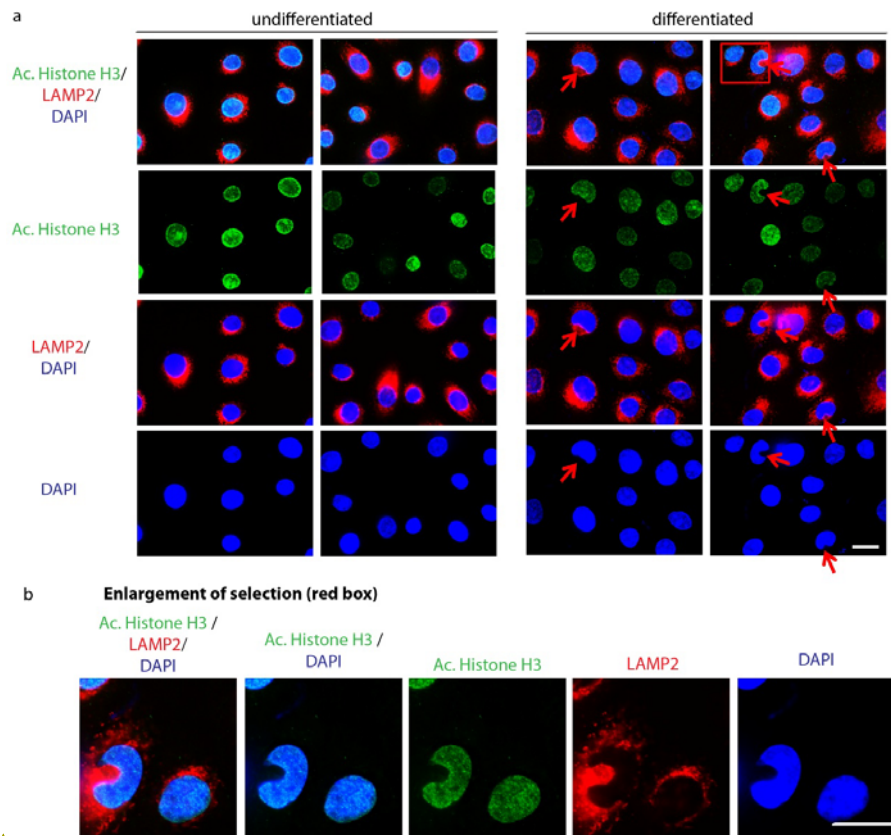 a
undifferentiated
differentiated
Ac. Histone H3/
LAMP2/
DAPI
Ac. Histone H3
LAMP2/
DAPI
DAPI
b
Enlargement of selection (red box)
Ac. Histone H3 /
LAMP2/
DAPI
Ac. Histone H3 /
DAPI
Ac. Histone H3
LAMP2
DAPI